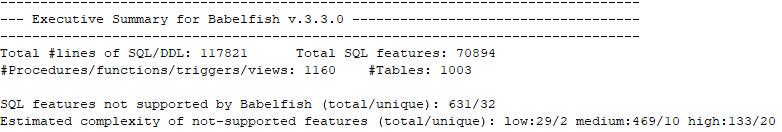 --------------------------------------------------------------------------------
--- Executive Summary for Babelfish v.3.3.0 ------------------------------------
--------------------------------------------------------------------------------
Total #lines of SQL/DDL: 117821      Total SQL features: 70894
#Procedures/functions/triggers/views: 1160    #Tables: 1003
SQL features not supported by Babelfish (total/unique): 631/32
Estimated complexity of not-supported features (total/unique): low:29/2 medium:469/10 high:133/20